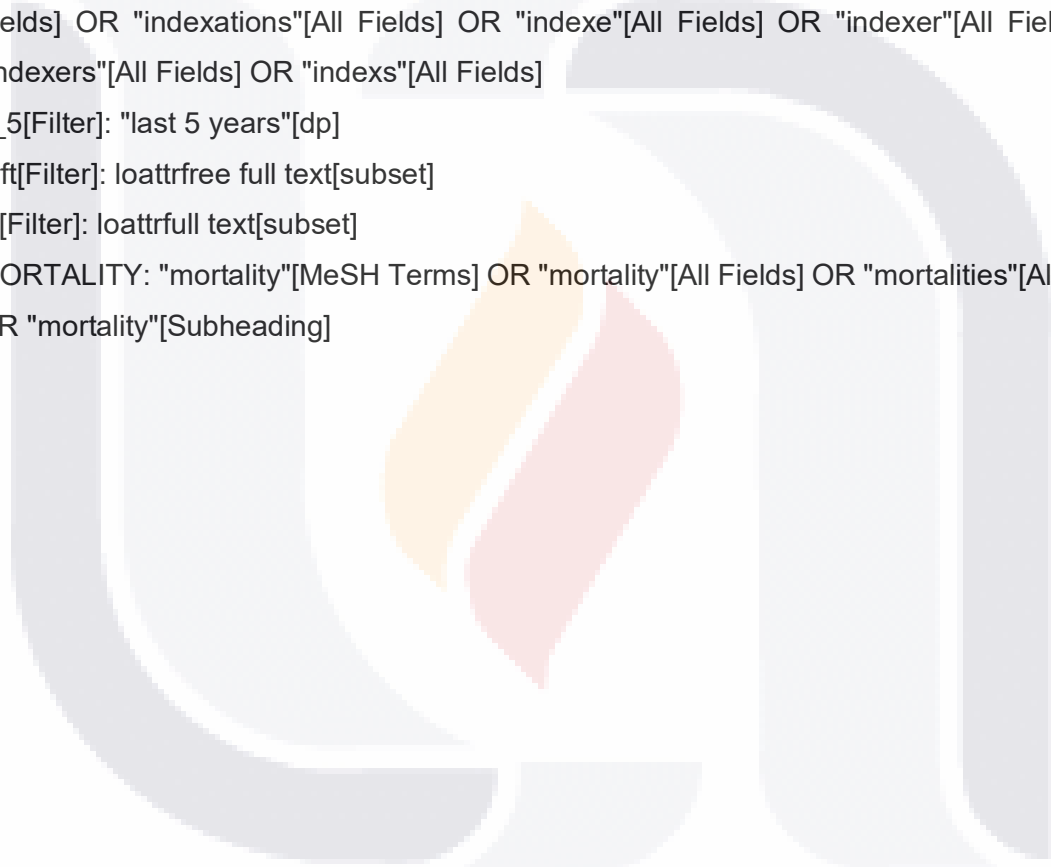 elds] OR "indexations"[All Fields] OR "indexe"[All Fields] OR "indexer"[All Fiel
ndexers"[All Fields] OR "indexs"[All Fields]
_5[Filter]: "last 5 years"[dp]
ft[Filter]: loattrfree full text[subset]
[Filter]: loattrfull text[subset]
ORTALITY: "mortality"[MeSH Terms] OR "mortality"[All Fields] OR "mortalities"[Al
R "mortality"[Subheading]